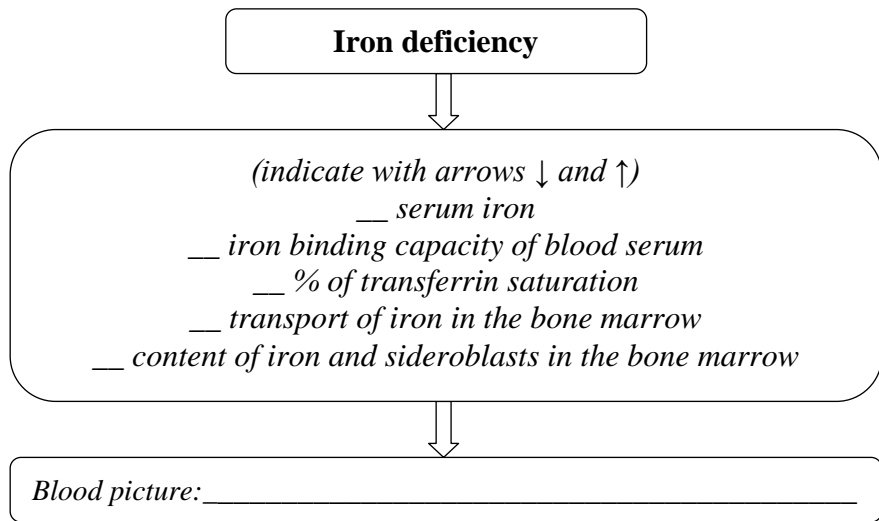 Iron deficiency
(indicate with arrows ↓ and ↑)
__ serum iron
__ iron binding capacity of blood serum
__ % of transferrin saturation
__ transport of iron in the bone marrow
__ content of iron and sideroblasts in the bone marrow
Blood picture:__________________________________________